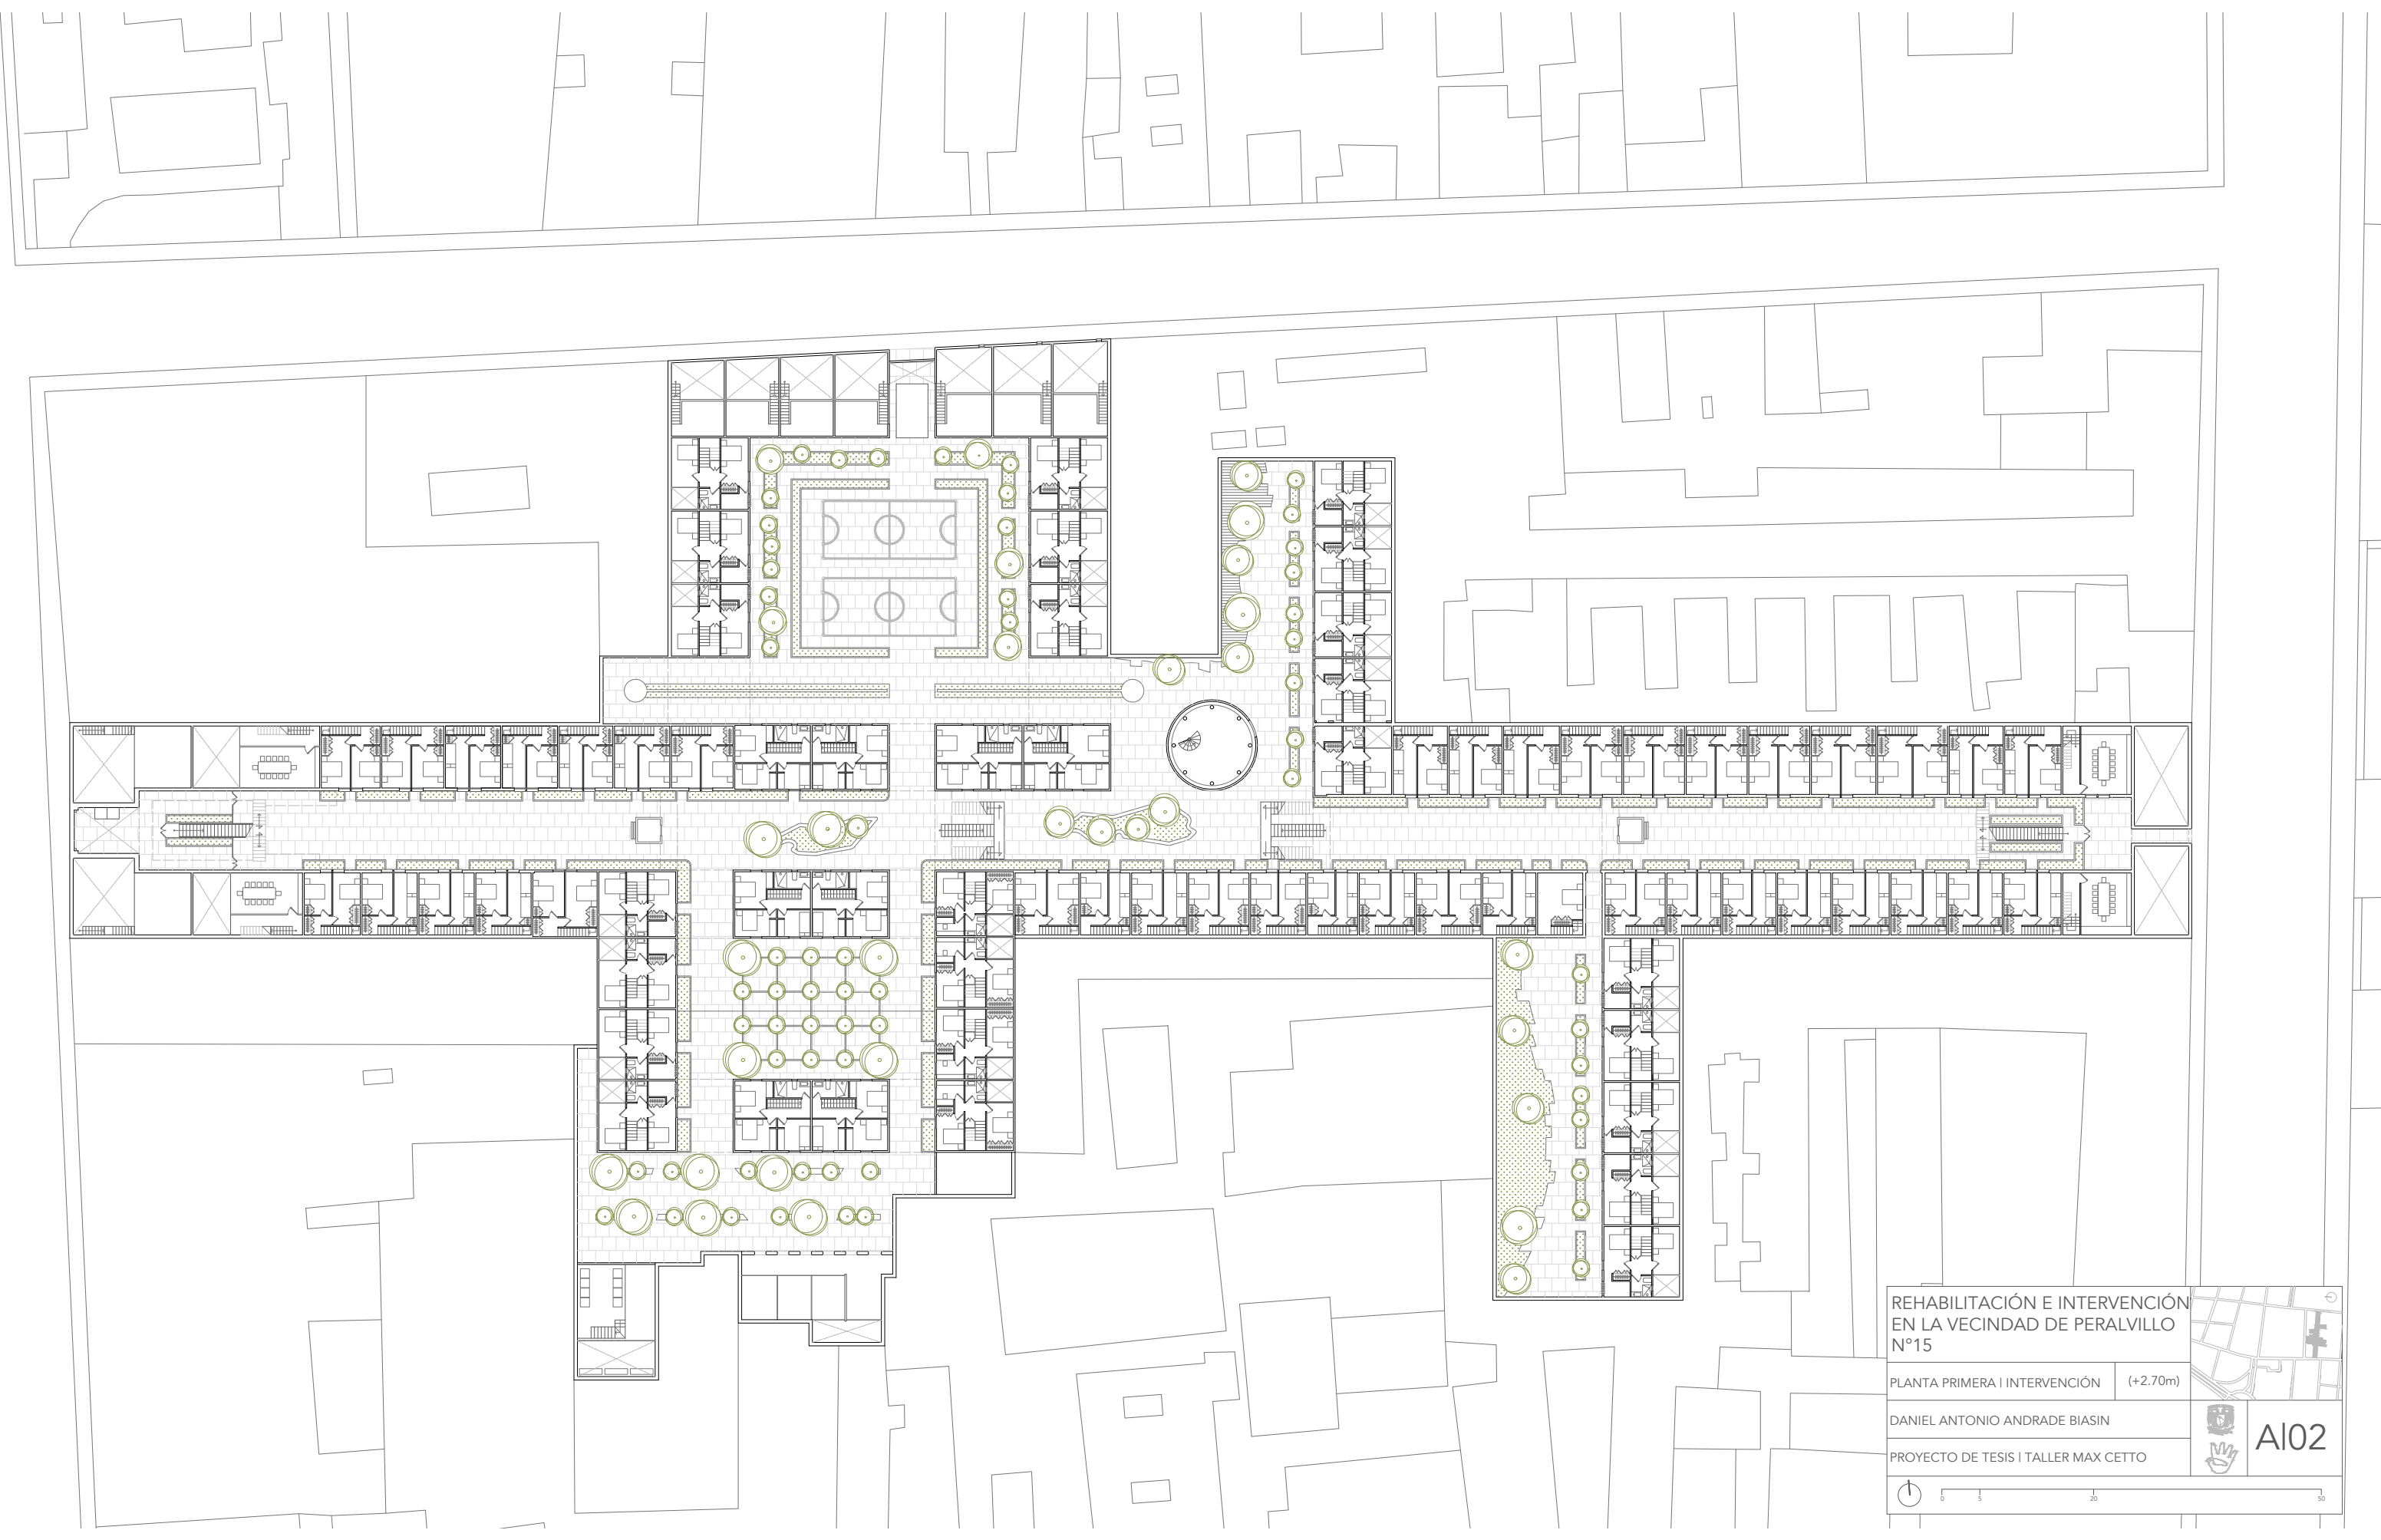 REHABILITACIÓN E INTERVENCIÓN
EN LA VECINDAD DE PERALVILLO
N°15
PLANTA PRIMERA | INTERVENCIÓN
(+2.70m)
DANIEL ANTONIO ANDRADE BIASIN
PROYECTO DE TESIS | TALLER MAX CETTO
A|02
0 5 20 50